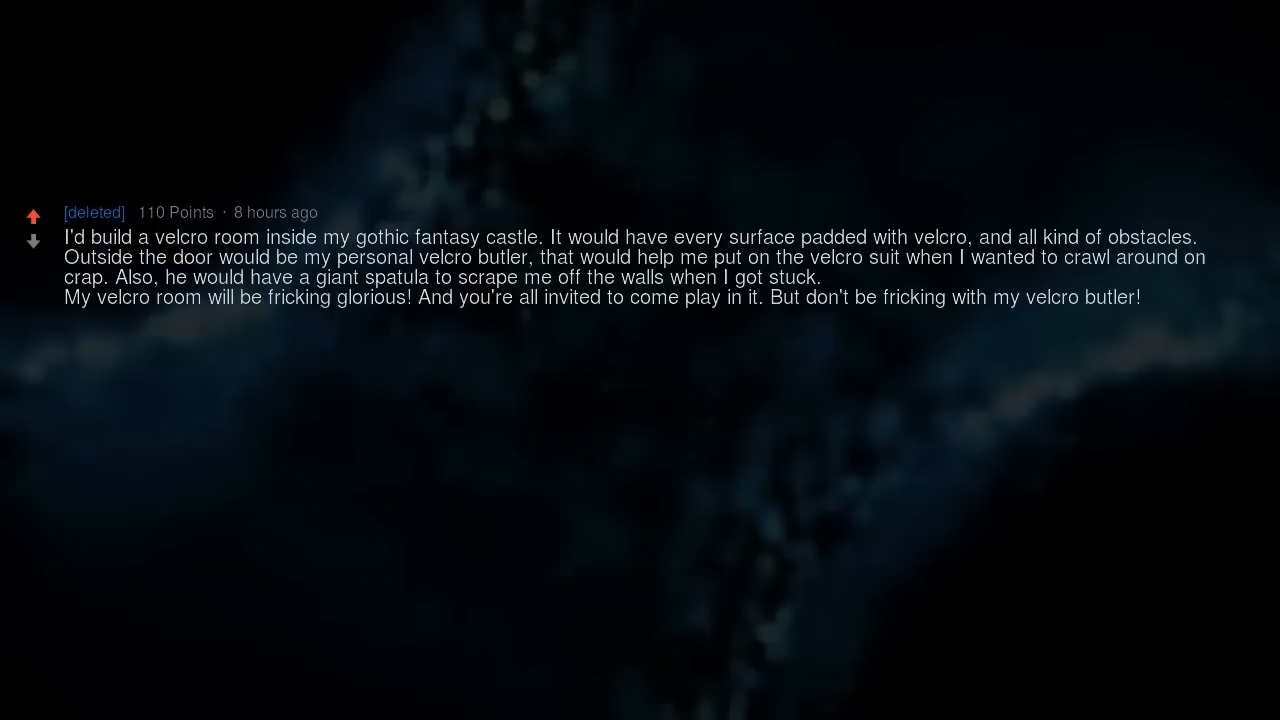 [deleted] 110 Points · 8 hours ago
I'd build a velcro room inside my gothic fantasy castle. It would have every surface padded with velcro, and all kind of obstacles.
Outside the door would be my personal velcro butler, that would help me put on the velcro suit when I wanted to crawl around on
crap. Also, he would have a giant spatula to scrape me off the walls when I got stuck.
My velcro room will be fricking glorious! And you're all invited to come play in it. But don't be fricking with my velcro butler!